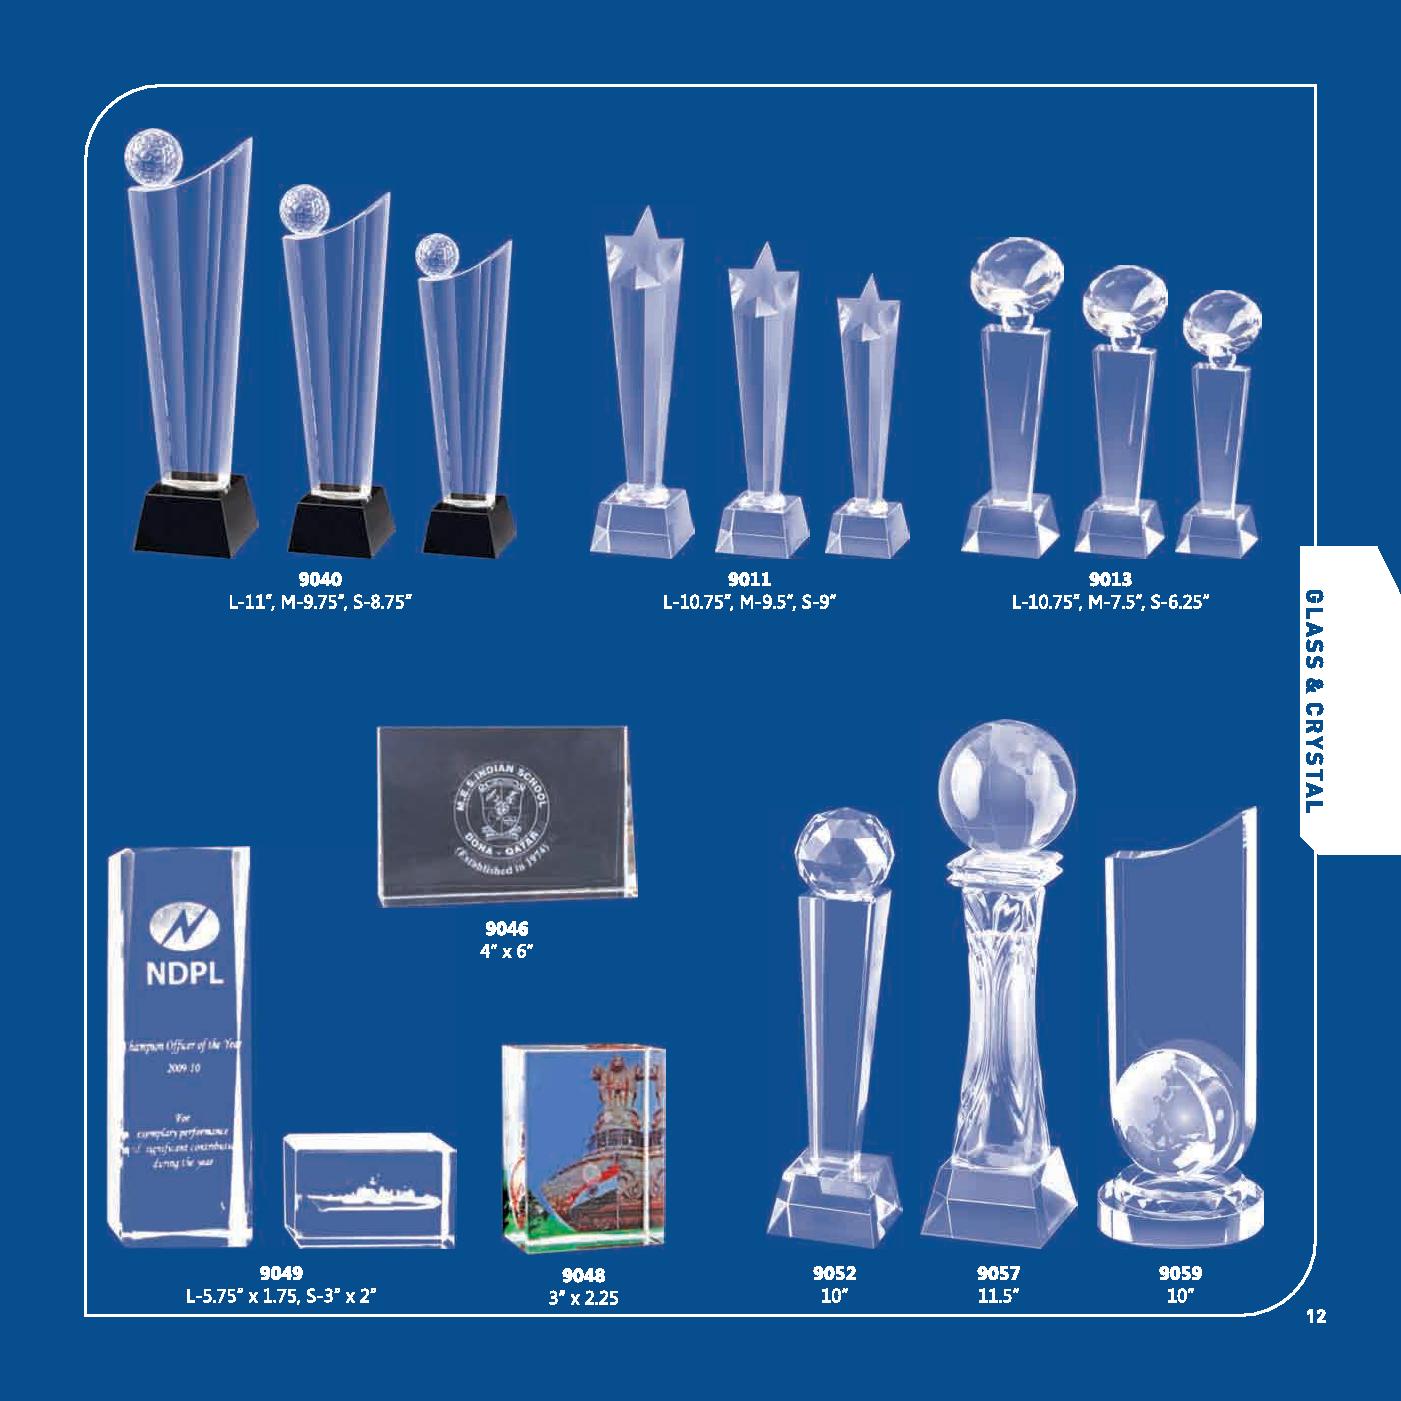 9040
L-11", M-9.75", S-8.75"
9011
L-10.75", M-9.5", S-9"
9013
L-10.75", M-7.5", S-6.25"
GLASS & CRYSTAL
M.E.S. INDIAN SCHOOL
DOHA - QATAR
(Established in 1974)
9046
4" x 6"
NDPL
hampion Officer of the Year
2009-10
For
exemplary performance
significant contribution
during the year
9049
L-5.75" x 1.75, S-3" x 2"
9048
3" x 2.25
9052
10"
9057
11.5"
9059
10"
12